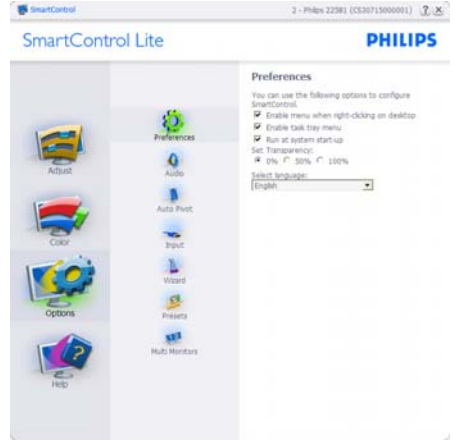 SmartControl
2 - Philips 225B1 (CS30715000001)
SmartControl Lite
PHILIPS
Adjust
Color
Options
Help
Preferences
Audio
Auto Pivot
Input
Wizard
Presets
Multi Monitors
Preferences
You can use the following options to configure
SmartControl.
Enable menu when right-clicking on desktop
Enable task tray menu
Run at system start-up
Set Transparency:
0% 50% 100%
Select language:
English